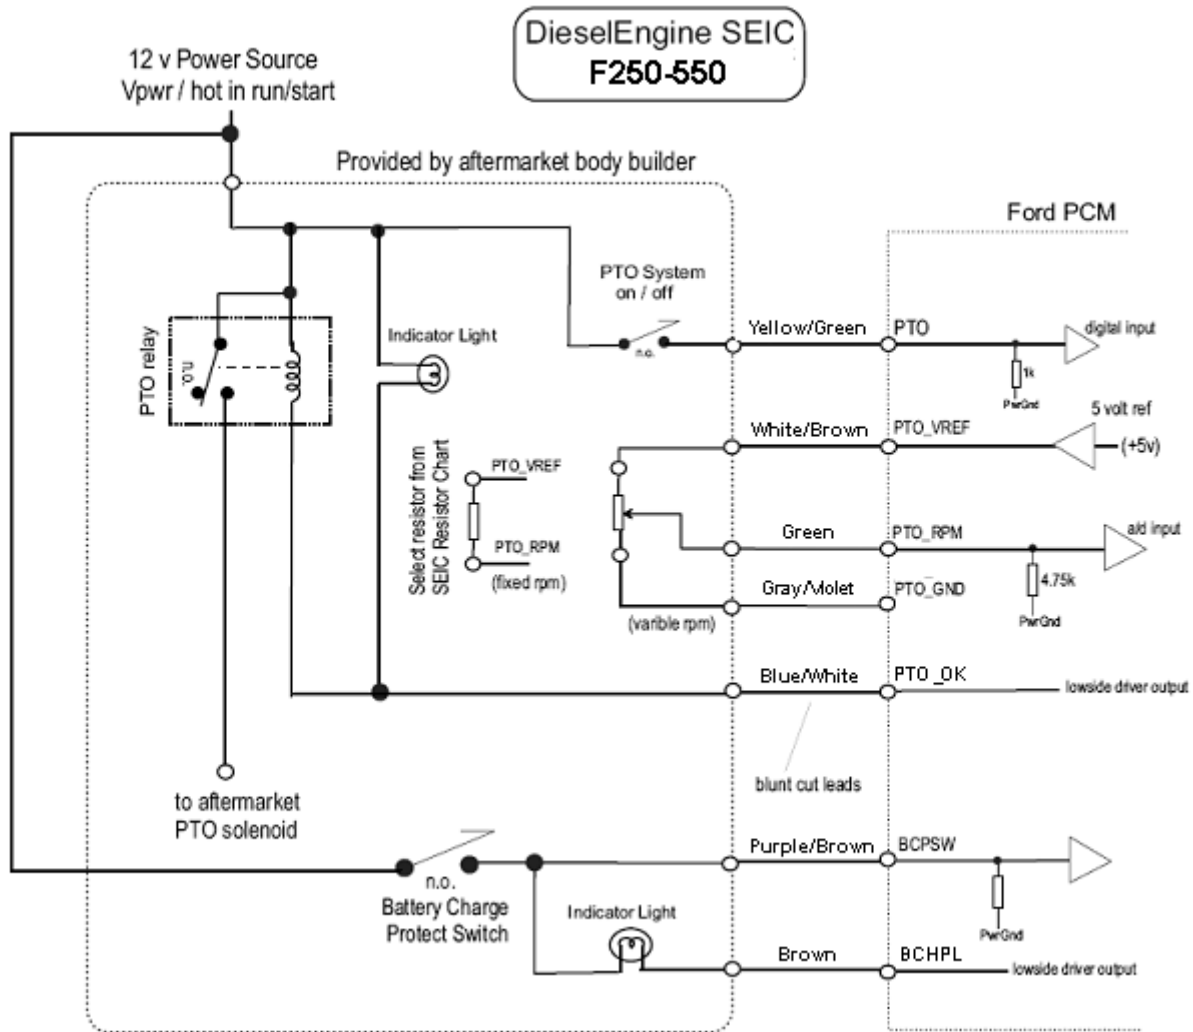 DieselEngine SEIC
F250-550
12 v Power Source
Vpwr / hot in run/start
Provided by aftermarket body builder
Ford PCM
PTO System
on / off
n.o.
Indicator Light
PTO relay
n.o.
Yellow/Green
PTO
digital input
1k
PwrGnd
5 volt ref
(+5v)
White/Brown
PTO_VREF
Select resistor from
SEIC Resistor Chart
PTO_VREF
PTO_RPM
(fixed rpm)
Green
PTO_RPM
a/d input
4.75k
PwrGnd
Gray/Violet
PTO_GND
(varible rpm)
Blue/White
PTO_OK
lowside driver output
blunt cut leads
to aftermarket
PTO solenoid
Purple/Brown
BCPSW
n.o.
Battery Charge
Protect Switch
Indicator Light
PwrGnd
Brown
BCHPL
lowside driver output